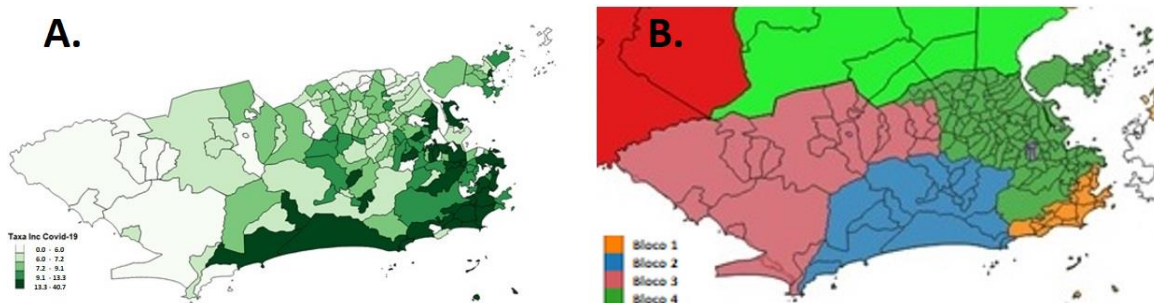 A.
B.
Taxa Inc Covid-19
0.0 - 6.0
6.0 - 7.2
7.2 - 9.1
9.1 - 13.3
13.3 - 40.7
Bloco 1
Bloco 2
Bloco 3
Bloco 4